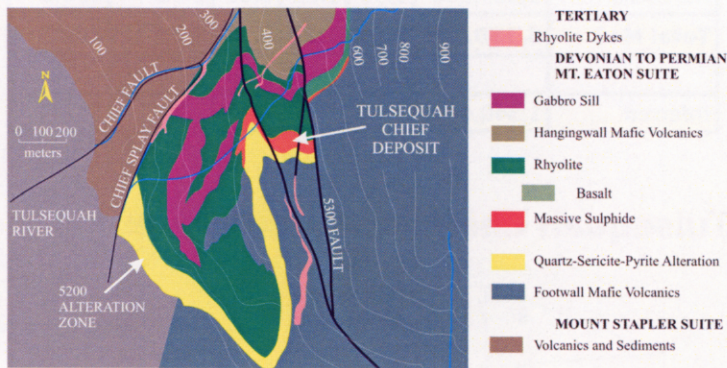 100
200
300
400
600
700
800
900
N
0 100 200
meters
CHIEF FAULT
CHIEF SPLAY FAULT
TULSEQUAH
CHIEF
DEPOSIT
TULSEQUAH
RIVER
5300 FAULT
5200
ALTERATION
ZONE
TERTIARY
Rhyolite Dykes
DEVONIAN TO PERMIAN
MT. EATON SUITE
Gabbro Sill
Hangingwall Mafic Volcanics
Rhyolite
Basalt
Massive Sulphide
Quartz-Sericite-Pyrite Alteration
Footwall Mafic Volcanics
MOUNT STAPLER SUITE
Volcanics and Sediments